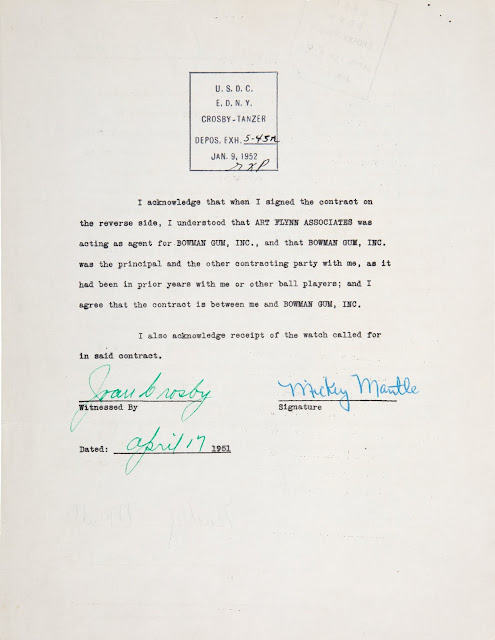 U. S. D. C.
E. D. N. Y.
CROSBY-TANZER
DEPOS. EXH. 5-45A
JAN. 9, 1952
I acknowledge that when I signed the contract on
the reverse side, I understood that ART FLYNN ASSOCIATES was
acting as agent for BOWMAN GUM, INC., and that BOWMAN GUM, INC.
was the principal and the other contracting party with me, as it
had been in prior years with me or other ball players; and I
agree that the contract is between me and BOWMAN GUM, INC.
I also acknowledge receipt of the watch called for
in said contract.
Joan Crosby Mickey Mantle
Witnessed By Signature
Dated: April 17 1951